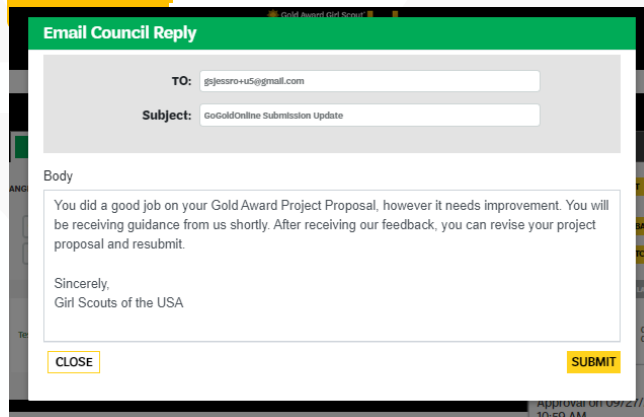 Gold Award Girl Scout
Email Council Reply
TO: gsjessro+u5@gmail.com
Subject: GoGoldOnline Submission Update
Body
You did a good job on your Gold Award Project Proposal, however it needs improvement. You will
be receiving guidance from us shortly. After receiving our feedback, you can revise your project
proposal and resubmit.
Sincerely,
Girl Scouts of the USA
CLOSE
SUBMIT
Approval on 09/27/
10:59 AM